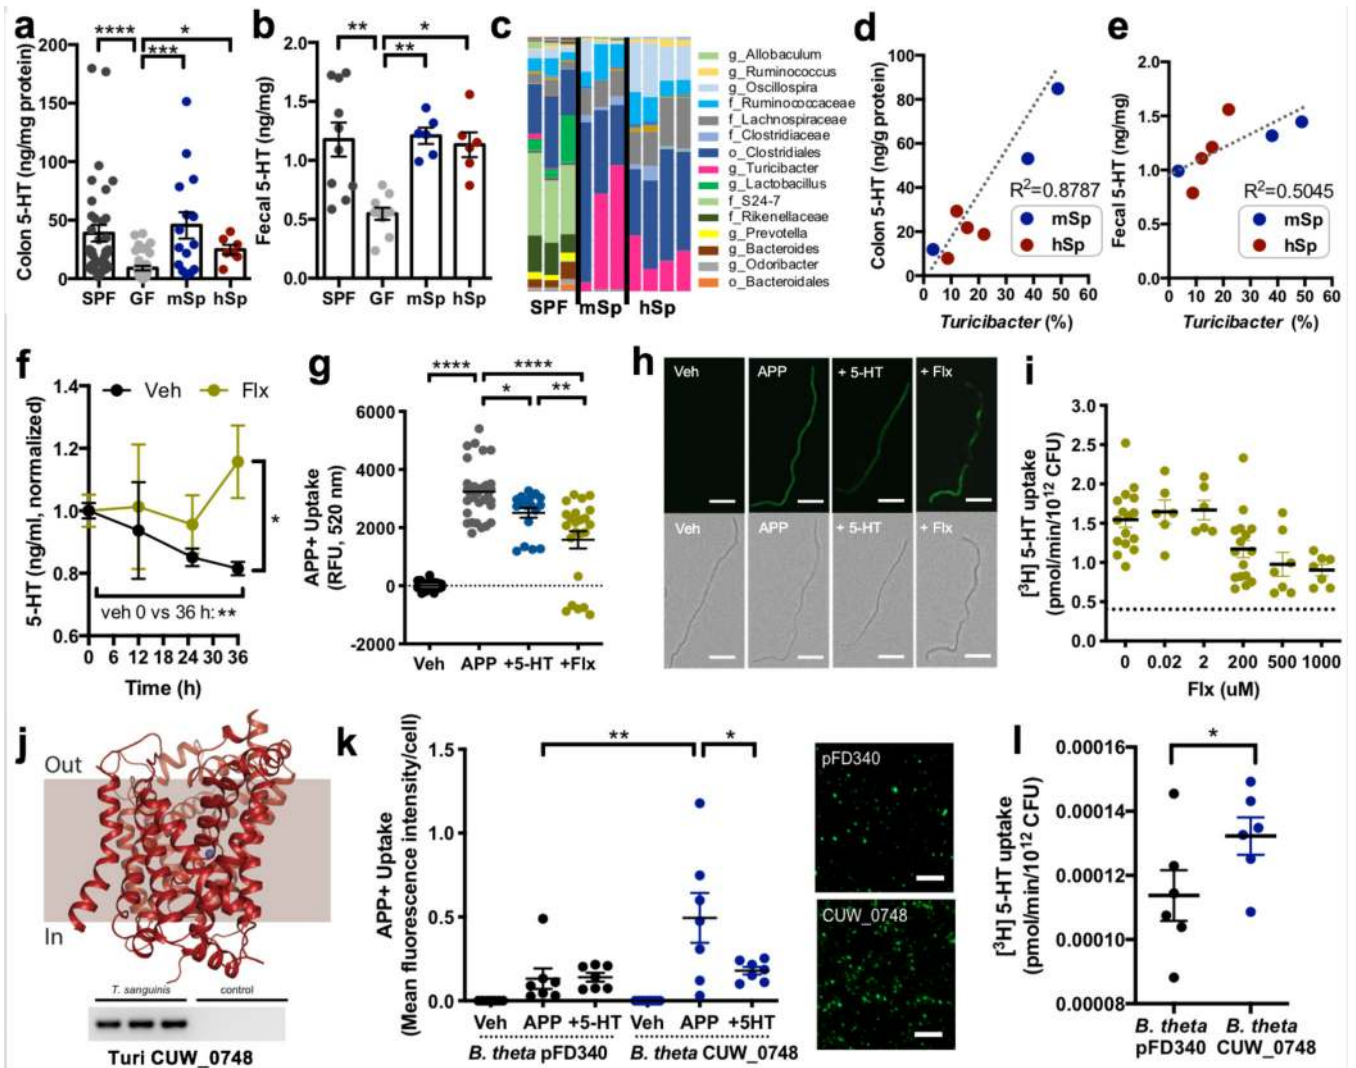 a
**** * ***
Colon 5-HT (ng/mg protein)
200
150
100
50
0
SPF GF mSp hSp
b
** * **
Fecal 5-HT (ng/mg)
2.0
1.5
1.0
0.5
0.0
SPF GF mSp hSp
c
g_Allobaculum
g_Ruminococcus
g_Oscillospira
f_Ruminococcaceae
f_Lachnospiraceae
f_Clostridiaceae
o_Clostridiales
g_Turicibacter
g_Lactobacillus
f_S24-7
f_Rikenellaceae
g_Prevotella
g_Bacteroides
g_Odoribacter
o_Bacteroidales
SPF mSp hSp
d
Colon 5-HT (ng/g protein)
100
80
60
40
20
0
R2=0.8787
mSp
hSp
0 10 20 30 40 50 60
Turicibacter (%)
e
Fecal 5-HT (ng/mg)
2.0
1.5
1.0
0.5
0.0
R2=0.5045
mSp
hSp
0 10 20 30 40 50 60
Turicibacter (%)
f
Veh Flx
5-HT (ng/ml, normalized)
1.4
1.2
1.0
0.8
0.6
*
veh 0 vs 36 h: **
0 6 12 18 24 30 36
Time (h)
g
**** **** * **
APP+ Uptake
(RFU, 520 nm)
6000
4000
2000
0
-2000
Veh APP +5-HT +Flx
h
Veh APP + 5-HT + Flx
Veh APP + 5-HT + Flx
i
[3H] 5-HT uptake
(pmol/min/1012 CFU)
3.0
2.5
2.0
1.5
1.0
0.5
0.0
0 0.02 2 200 500 1000
Flx (uM)
j
Out
In
T. sanguinis control
Turi CUW_0748
k
** *
APP+ Uptake
(Mean fluorescence intensity/cell)
1.5
1.0
0.5
0.0
Veh APP +5-HT Veh APP +5HT
B. theta pFD340 B. theta CUW_0748
pFD340
CUW_0748
l
*
[3H] 5-HT uptake
(pmol/min/1012 CFU)
0.00016
0.00014
0.00012
0.00010
0.00008
B. theta B. theta
pFD340 CUW_0748